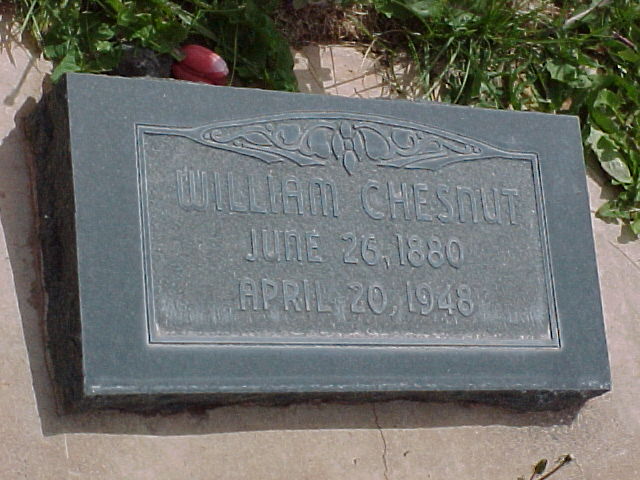 WILLIAM CHESNUT
JUNE 26, 1880
APRIL 20, 1948